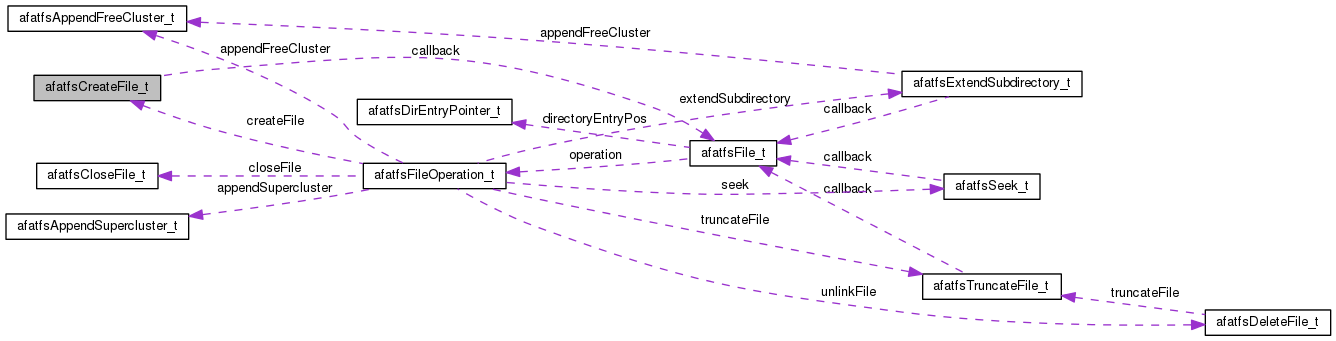 afatfsAppendFreeCluster_t
appendFreeCluster
appendFreeCluster
callback
afatfsCreateFile_t
afatfsExtendSubdirectory_t
extendSubdirectory
callback
afatfsDirEntryPointer_t
directoryEntryPos
createFile
afatfsFile_t
operation
callback
closeFile
afatfsCloseFile_t
afatfsFileOperation_t
seek
afatfsSeek_t
appendSupercluster
callback
afatfsAppendSupercluster_t
truncateFile
afatfsTruncateFile_t
unlinkFile
truncateFile
afatfsDeleteFile_t